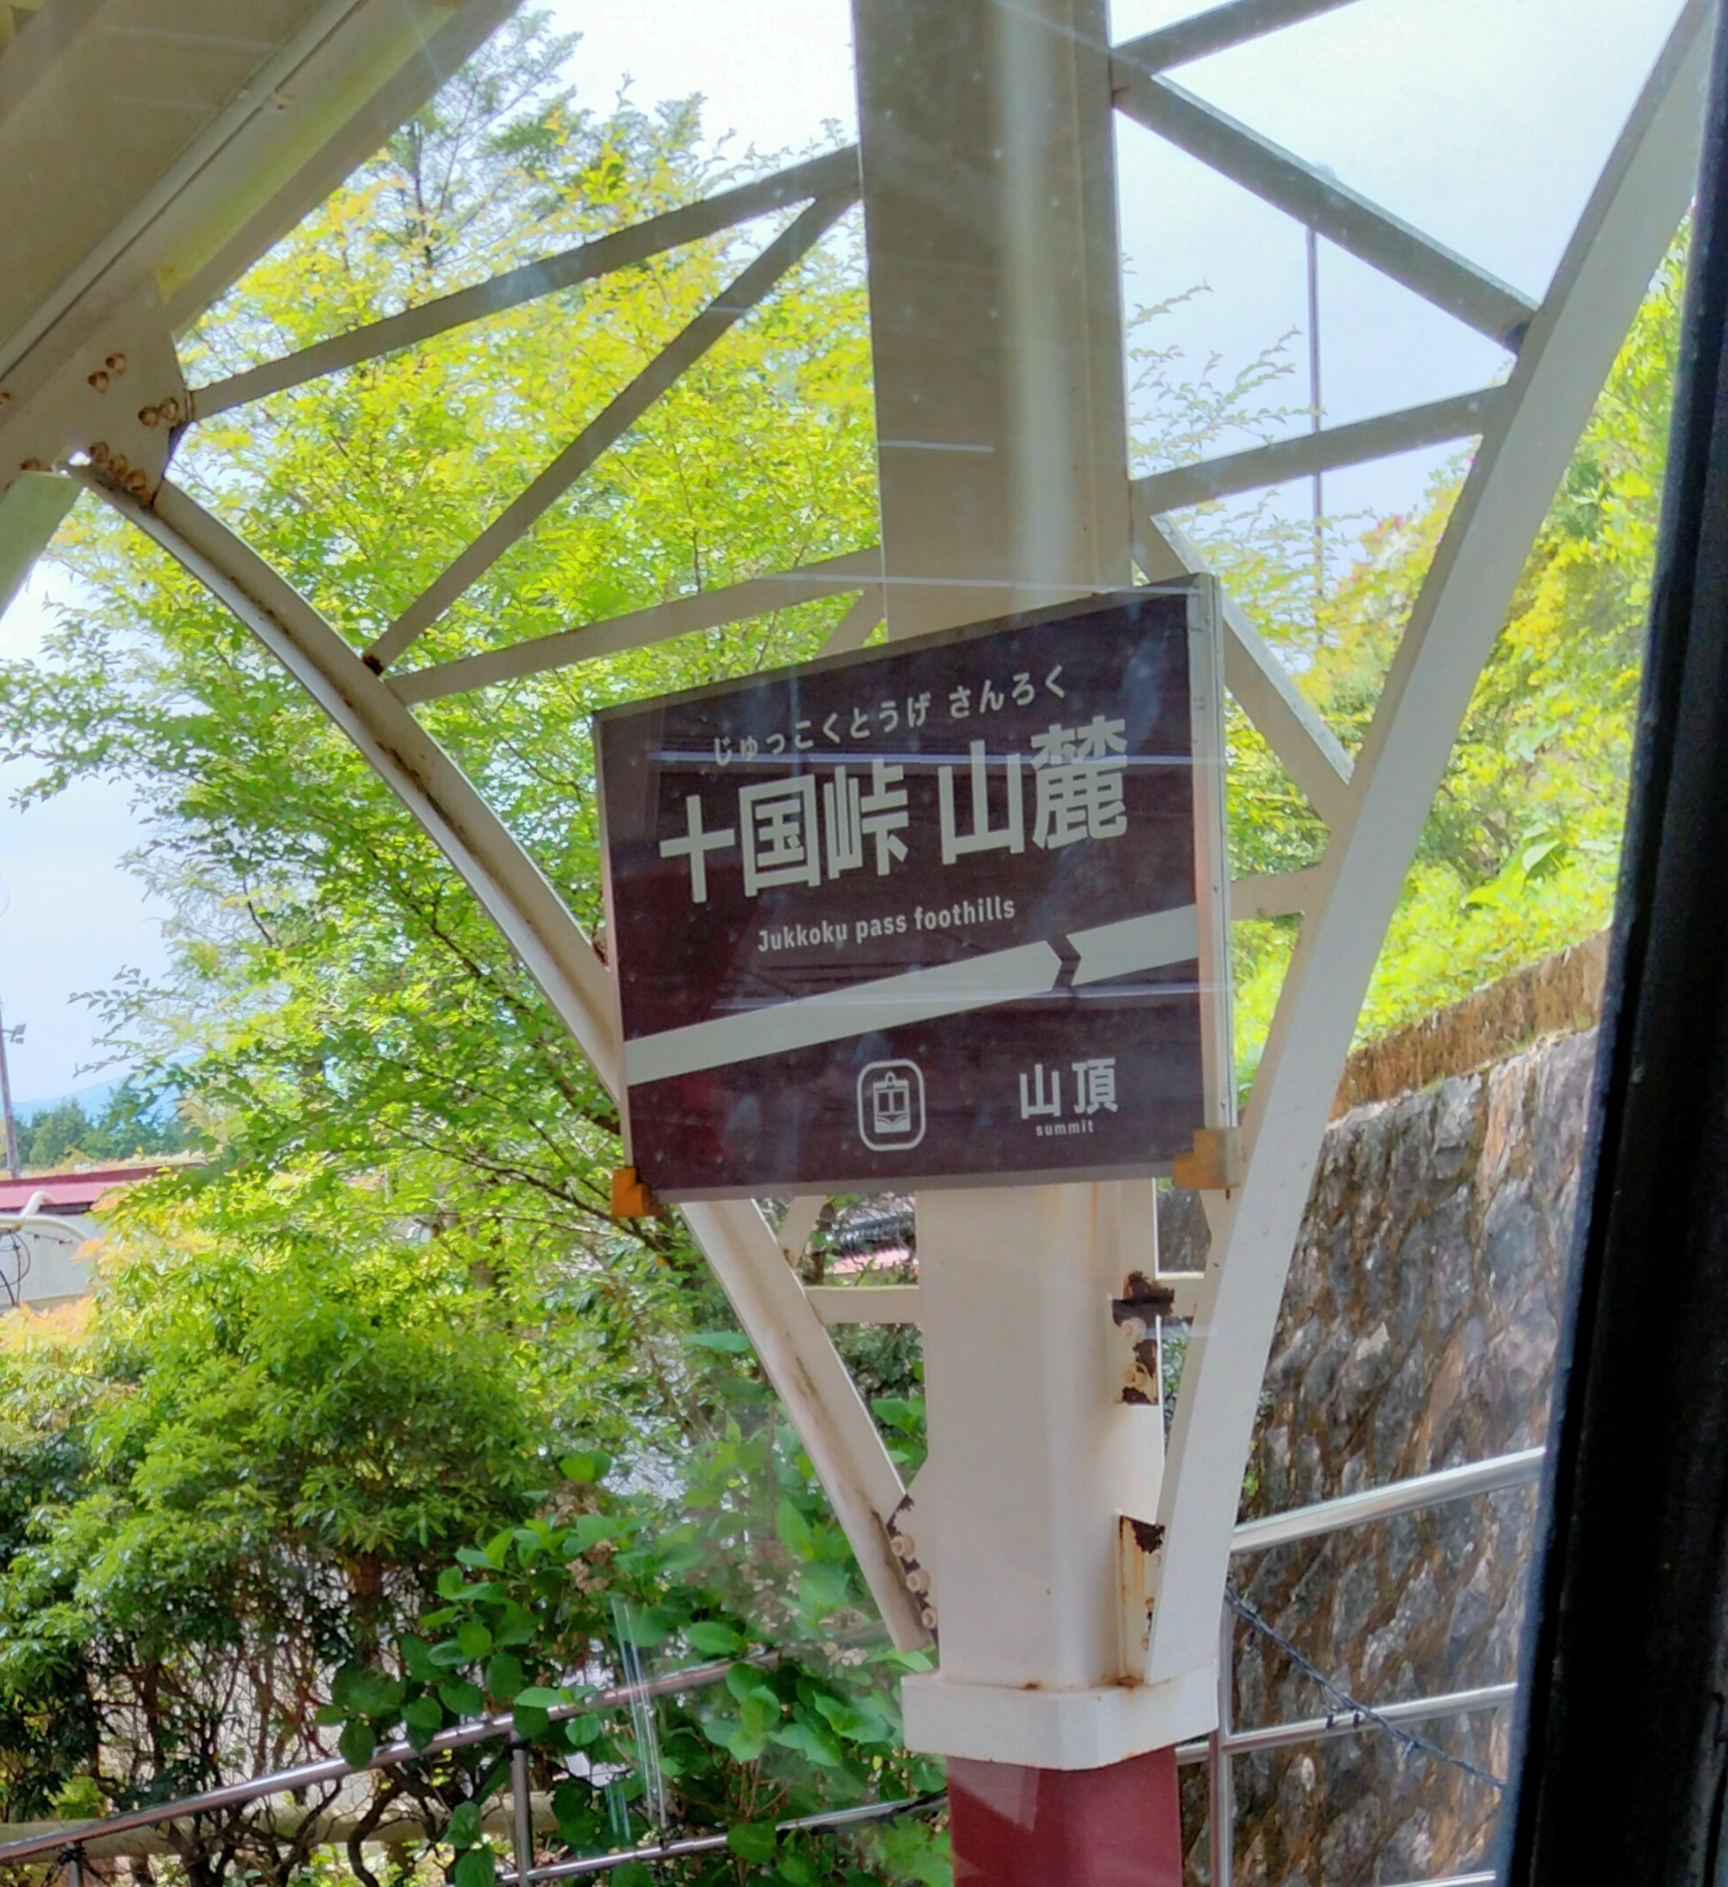 じゅっこくとうげ さんろく
十国峠 山麓
Jukkoku pass foothills
山頂
summit